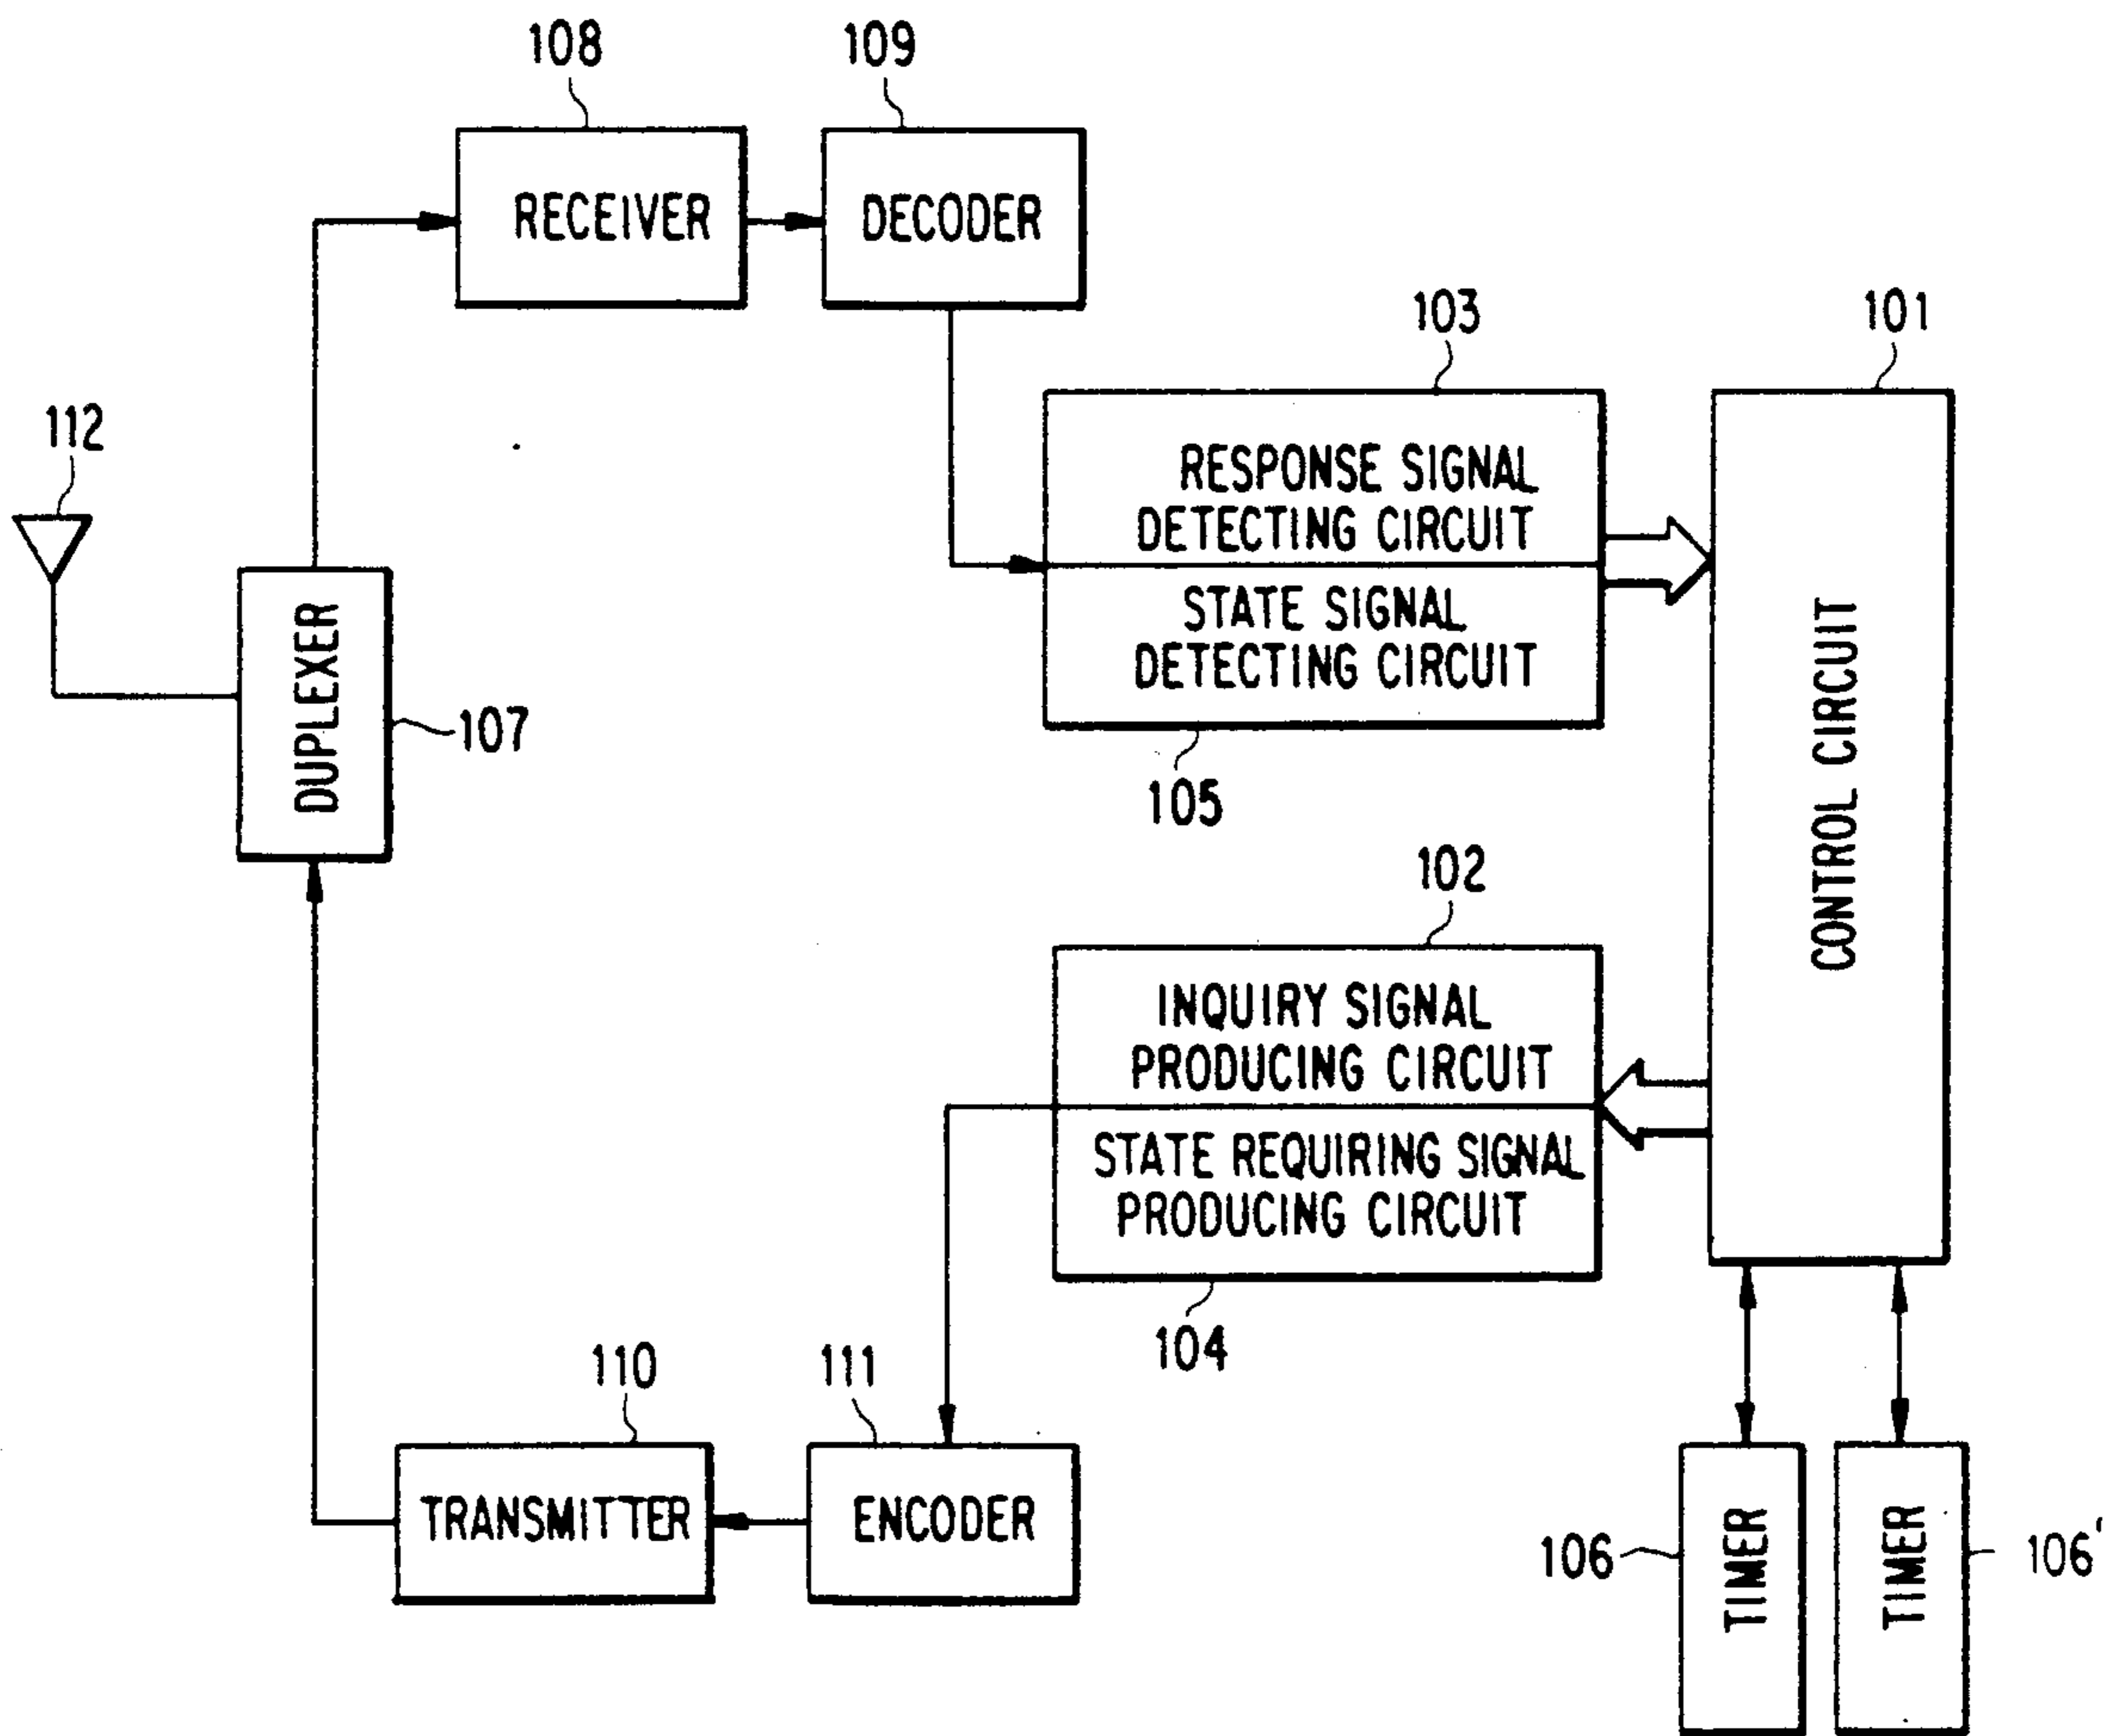 108
109
RECEIVER
DECODER
103
101
112
RESPONSE SIGNAL
DETECTING CIRCUIT
STATE SIGNAL
DETECTING CIRCUIT
DUPLEXER
107
CONTROL CIRCUIT
105
102
INQUIRY SIGNAL
PRODUCING CIRCUIT
STATE REQUIRING SIGNAL
PRODUCING CIRCUIT
104
110
111
TRANSMITTER
ENCODER
106
TIMER
TIMER
106'